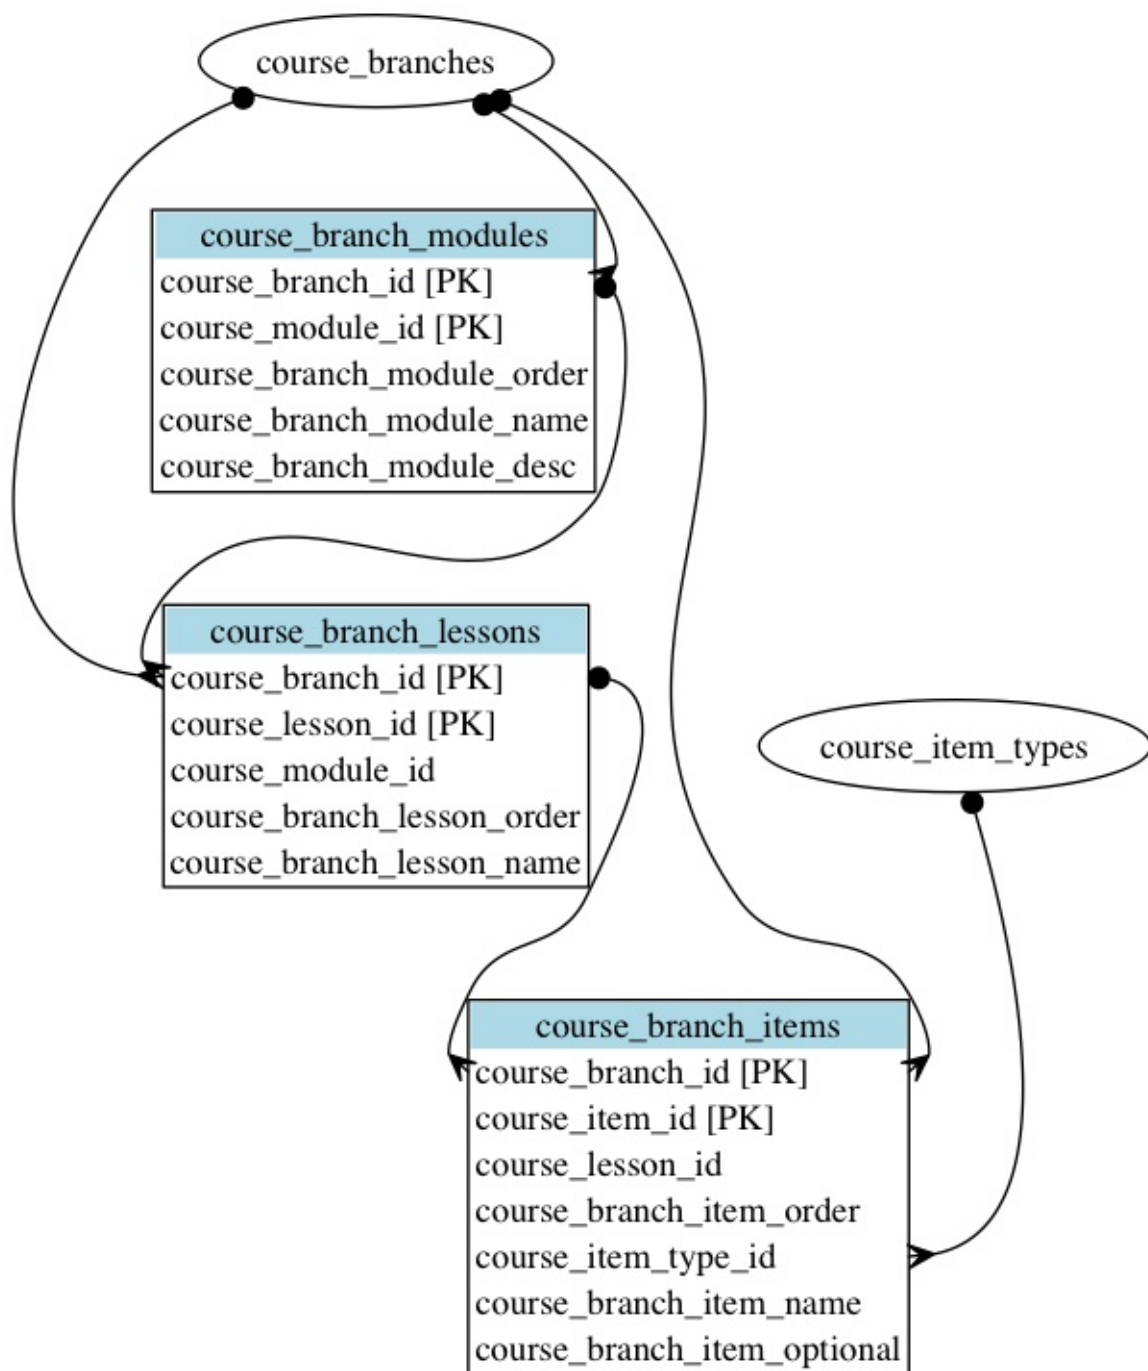 course_branches
course_branch_modules
course_branch_id [PK]
course_module_id [PK]
course_branch_module_order
course_branch_module_name
course_branch_module_desc
course_branch_lessons
course_branch_id [PK]
course_lesson_id [PK]
course_module_id
course_branch_lesson_order
course_branch_lesson_name
course_item_types
course_branch_items
course_branch_id [PK]
course_item_id [PK]
course_lesson_id
course_branch_item_order
course_item_type_id
course_branch_item_name
course_branch_item_optional